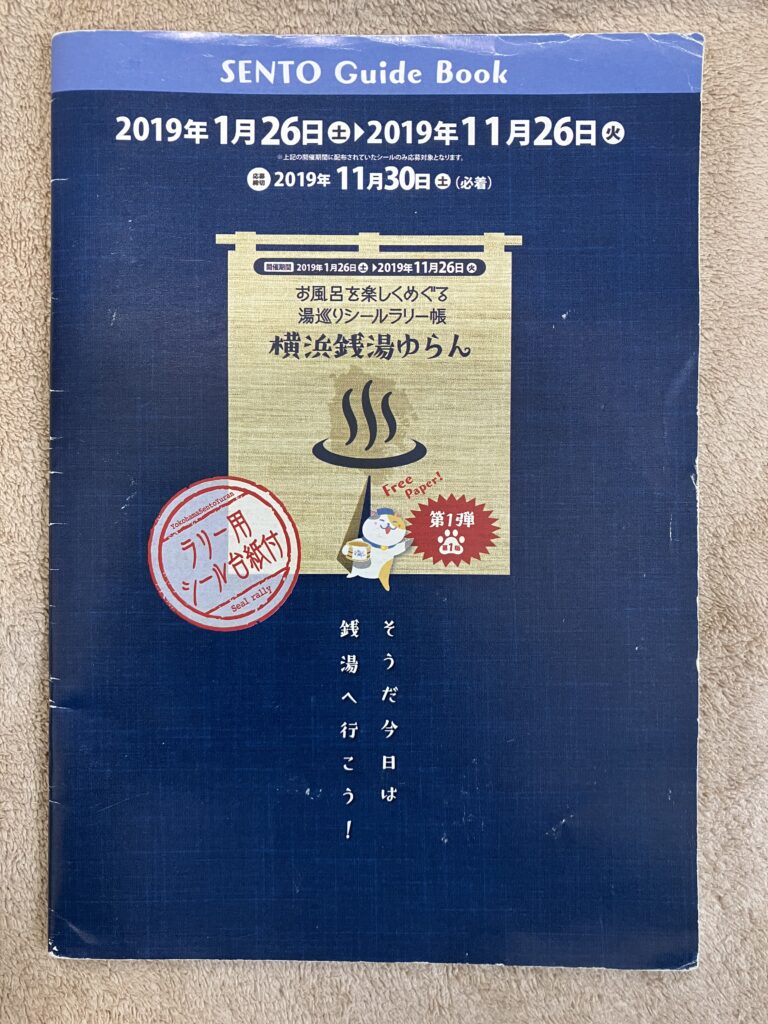 SENTO Guide Book
2019年1月26日土▶2019年11月26日火
※上記の開催期間に配布されていたシールのみ応募対象となります。
応募締切 2019年 11月30日土（必着）
開催期間 2019年1月26日土▶2019年11月26日火
お風呂を楽しくめぐる
湯巡りシールラリー帳
横浜銭湯ゆらん
Free Paper!
第1弾
第1版
YokohamaSentoYuran
ラリー用
シール台紙付
Seal rally
そうだ今日は
銭湯へ行こう！